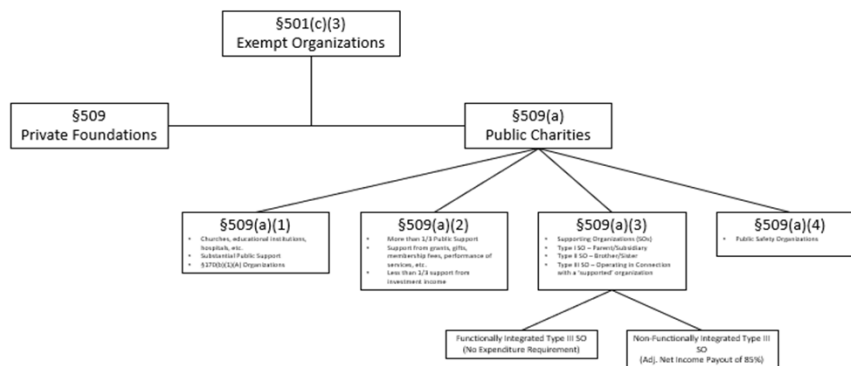 §501(c)(3)
Exempt Organizations
§509
Private Foundations
§509(a)
Public Charities
§509(a)(1)
• Churches, educational institutions,
hospitals, etc.
• Substantial Public Support
• §170(b)(1)(A) Organizations
§509(a)(2)
• More than 1/3 Public Support
• Support from grants, gifts,
membership fees, performance of
services, etc.
• Less than 1/3 support from
investment income
§509(a)(3)
• Supporting Organizations (SOs)
• Type I SO – Parent/Subsidiary
• Type II SO – Brother/Sister
• Type III SO – Operating in Connection
with a 'supported' organization
§509(a)(4)
• Public Safety Organizations
Functionally Integrated Type III SO
(No Expenditure Requirement)
Non-Functionally Integrated Type III
SO
(Adj. Net Income Payout of 85%)